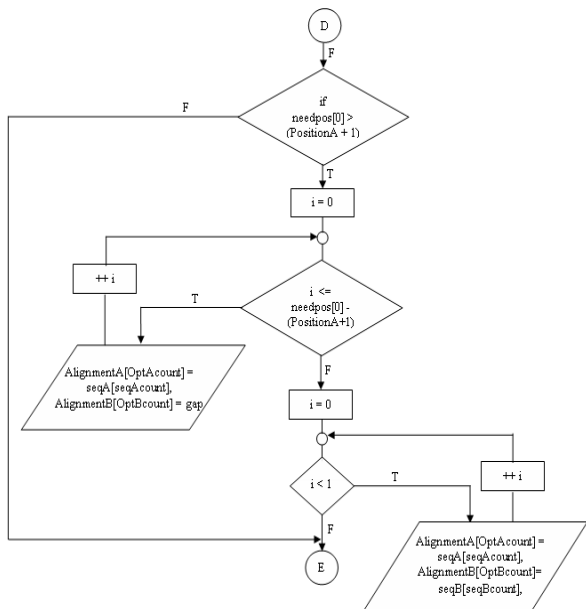 D
F
F
if
needpos[0] >
(PositionA + 1)
T
i = 0
++ i
T
i <=
needpos[0] -
(PositionA+1)
AlignmentA[OptAcount] =
seqA[seqAcount],
AlignmentB[OptBcount] = gap
F
i = 0
i < 1
T
++ i
F
E
AlignmentA[OptAcount] =
seqA[seqAcount],
AlignmentB[OptBcount]=
seqB[seqBcount],